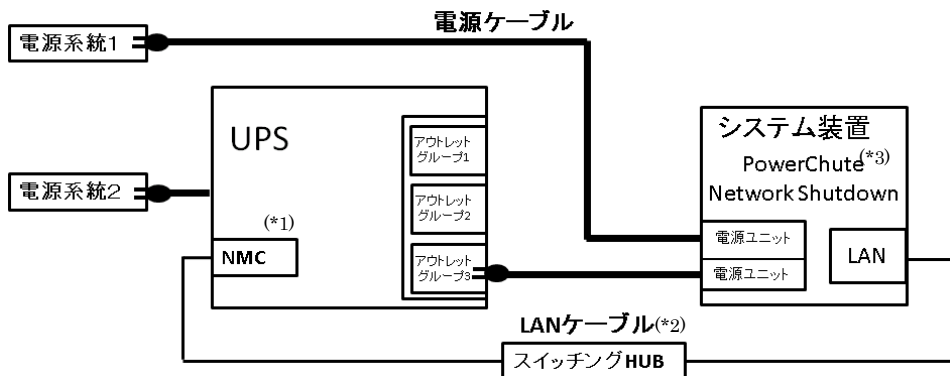 電源ケーブル
電源系統1
UPS
アウトレット
グループ1
アウトレット
グループ2
アウトレット
グループ3
電源系統2
(*1)
NMC
システム装置
PowerChute(*3)
Network Shutdown
電源ユニット
電源ユニット
LAN
LANケーブル(*2)
スイッチングHUB